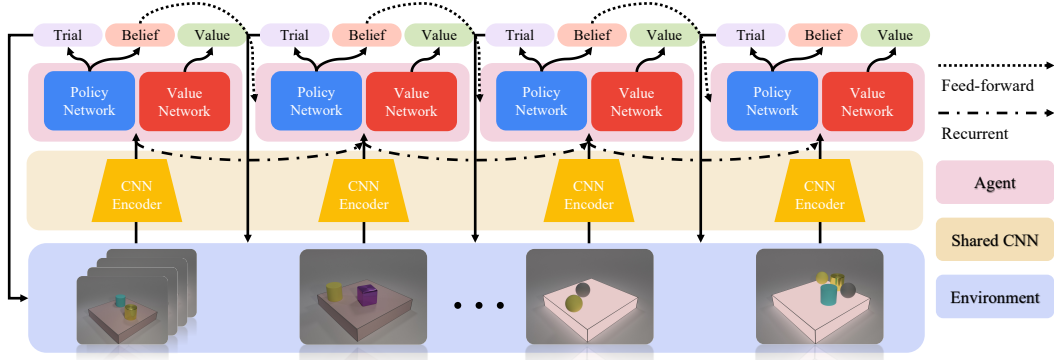 Trial Belief Value Trial Belief Value Trial Belief Value Trial Belief Value
Policy Network Value Network Policy Network Value Network Policy Network Value Network Policy Network Value Network
Feed-forward
Recurrent
CNN Encoder CNN Encoder CNN Encoder CNN Encoder
Agent
Shared CNN
Environment